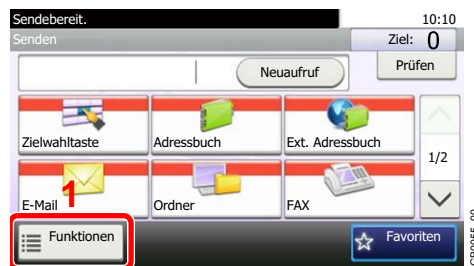 Sendebereit. 10:10
Senden Ziel: 0
Neuaufruf Prüfen
Zielwahltaste Adressbuch Ext. Adressbuch
1/2
E-Mail Ordner FAX
1
Funktionen Favoriten